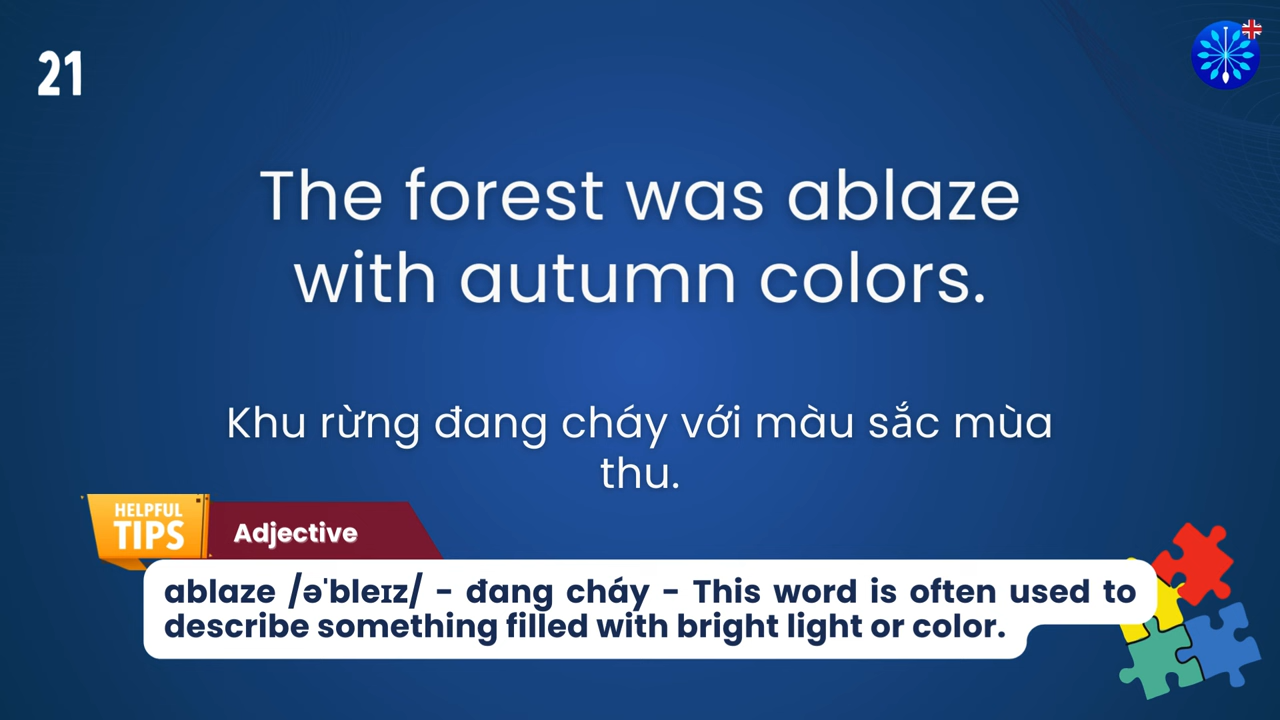 21
The forest was ablaze
with autumn colors.
Khu rừng đang cháy với màu sắc mùa
thu.
HELPFUL
TIPS
Adjective
ablaze /əˈbleɪz/ - đang cháy - This word is often used to
describe something filled with bright light or color.